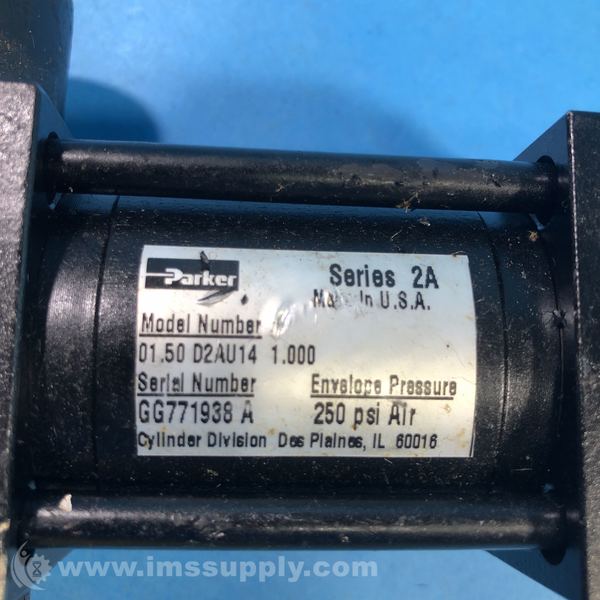 Parker
Series 2A
Made In U.S.A.
Model Number
01.50 D2AU14 1.000
Serial Number Envelope Pressure
GG771938 A 250 psi Air
Cylinder Division Des Plaines, IL 60016
www.imssupply.com